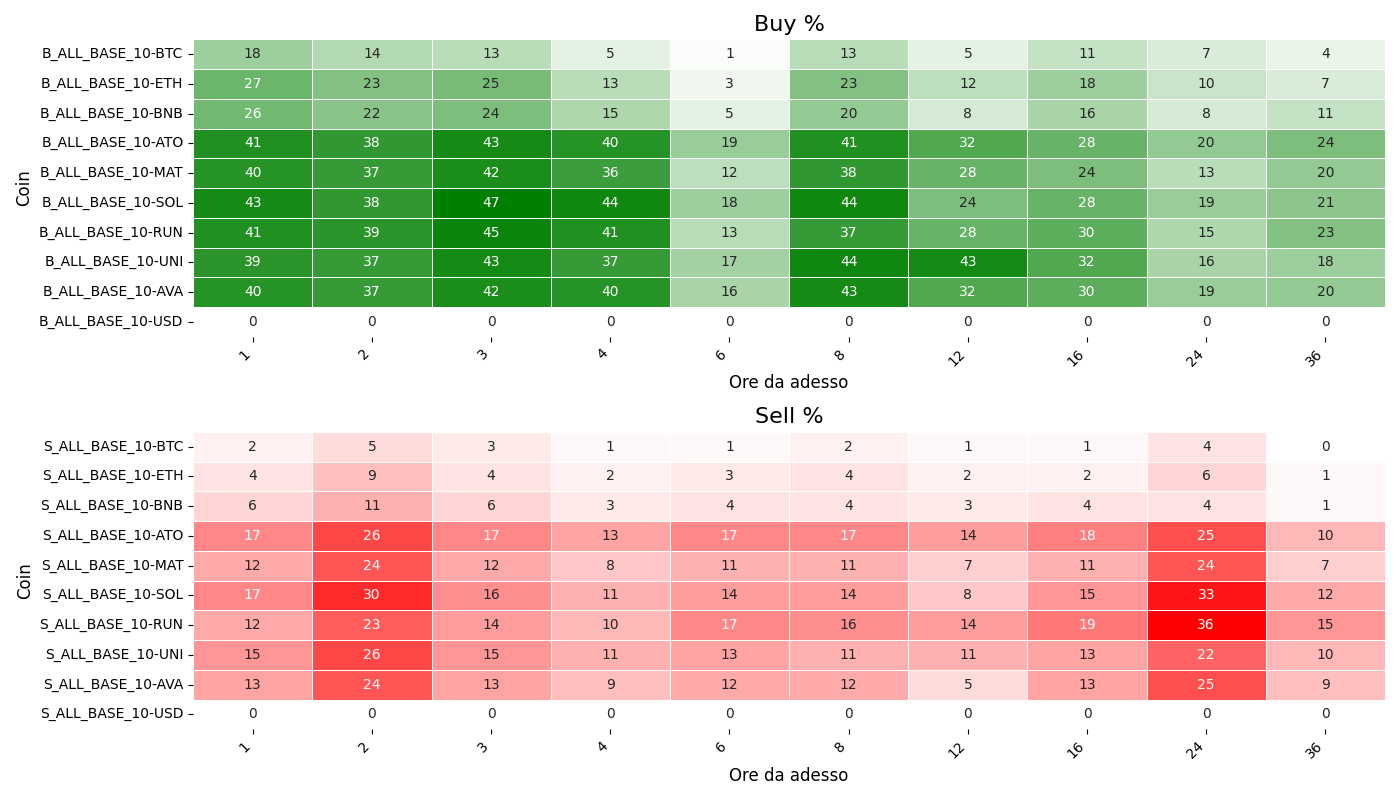 Buy %
Coin
B_ALL_BASE_10-BTC 18 14 13 5 1 13 5 11 7 4
B_ALL_BASE_10-ETH 27 23 25 13 3 23 12 18 10 7
B_ALL_BASE_10-BNB 26 22 24 15 5 20 8 16 8 11
B_ALL_BASE_10-ATO 41 38 43 40 19 41 32 28 20 24
B_ALL_BASE_10-MAT 40 37 42 36 12 38 28 24 13 20
B_ALL_BASE_10-SOL 43 38 47 44 18 44 24 28 19 21
B_ALL_BASE_10-RUN 41 39 45 41 13 37 28 30 15 23
B_ALL_BASE_10-UNI 39 37 43 37 17 44 43 32 16 18
B_ALL_BASE_10-AVA 40 37 42 40 16 43 32 30 19 20
B_ALL_BASE_10-USD 0 0 0 0 0 0 0 0 0 0
1 2 3 4 6 8 12 16 24 36
Ore da adesso
Sell %
Coin
S_ALL_BASE_10-BTC 2 5 3 1 1 2 1 1 4 0
S_ALL_BASE_10-ETH 4 9 4 2 3 4 2 2 6 1
S_ALL_BASE_10-BNB 6 11 6 3 4 4 3 4 4 1
S_ALL_BASE_10-ATO 17 26 17 13 17 17 14 18 25 10
S_ALL_BASE_10-MAT 12 24 12 8 11 11 7 11 24 7
S_ALL_BASE_10-SOL 17 30 16 11 14 14 8 15 33 12
S_ALL_BASE_10-RUN 12 23 14 10 17 16 14 19 36 15
S_ALL_BASE_10-UNI 15 26 15 11 13 11 11 13 22 10
S_ALL_BASE_10-AVA 13 24 13 9 12 12 5 13 25 9
S_ALL_BASE_10-USD 0 0 0 0 0 0 0 0 0 0
1 2 3 4 6 8 12 16 24 36
Ore da adesso